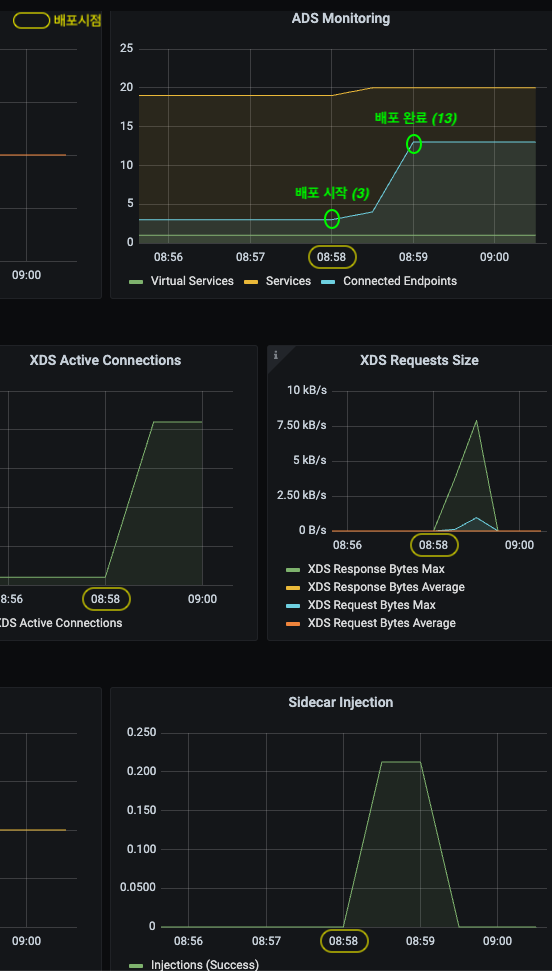 배포시점
ADS Monitoring
25
20
15
10
5
0
배포 완료 (13)
배포 시작 (3)
08:56
08:57
08:58
08:59
09:00
Virtual Services
Services
Connected Endpoints
09:00
XDS Active Connections
8:56
08:58
09:00
XDS Active Connections
i
XDS Requests Size
10 kB/s
7.50 kB/s
5 kB/s
2.50 kB/s
0 B/s
08:56
08:58
09:00
XDS Response Bytes Max
XDS Response Bytes Average
XDS Request Bytes Max
XDS Request Bytes Average
09:00
Sidecar Injection
0.250
0.200
0.150
0.100
0.0500
0
08:56
08:57
08:58
08:59
09:00
Injections (Success)